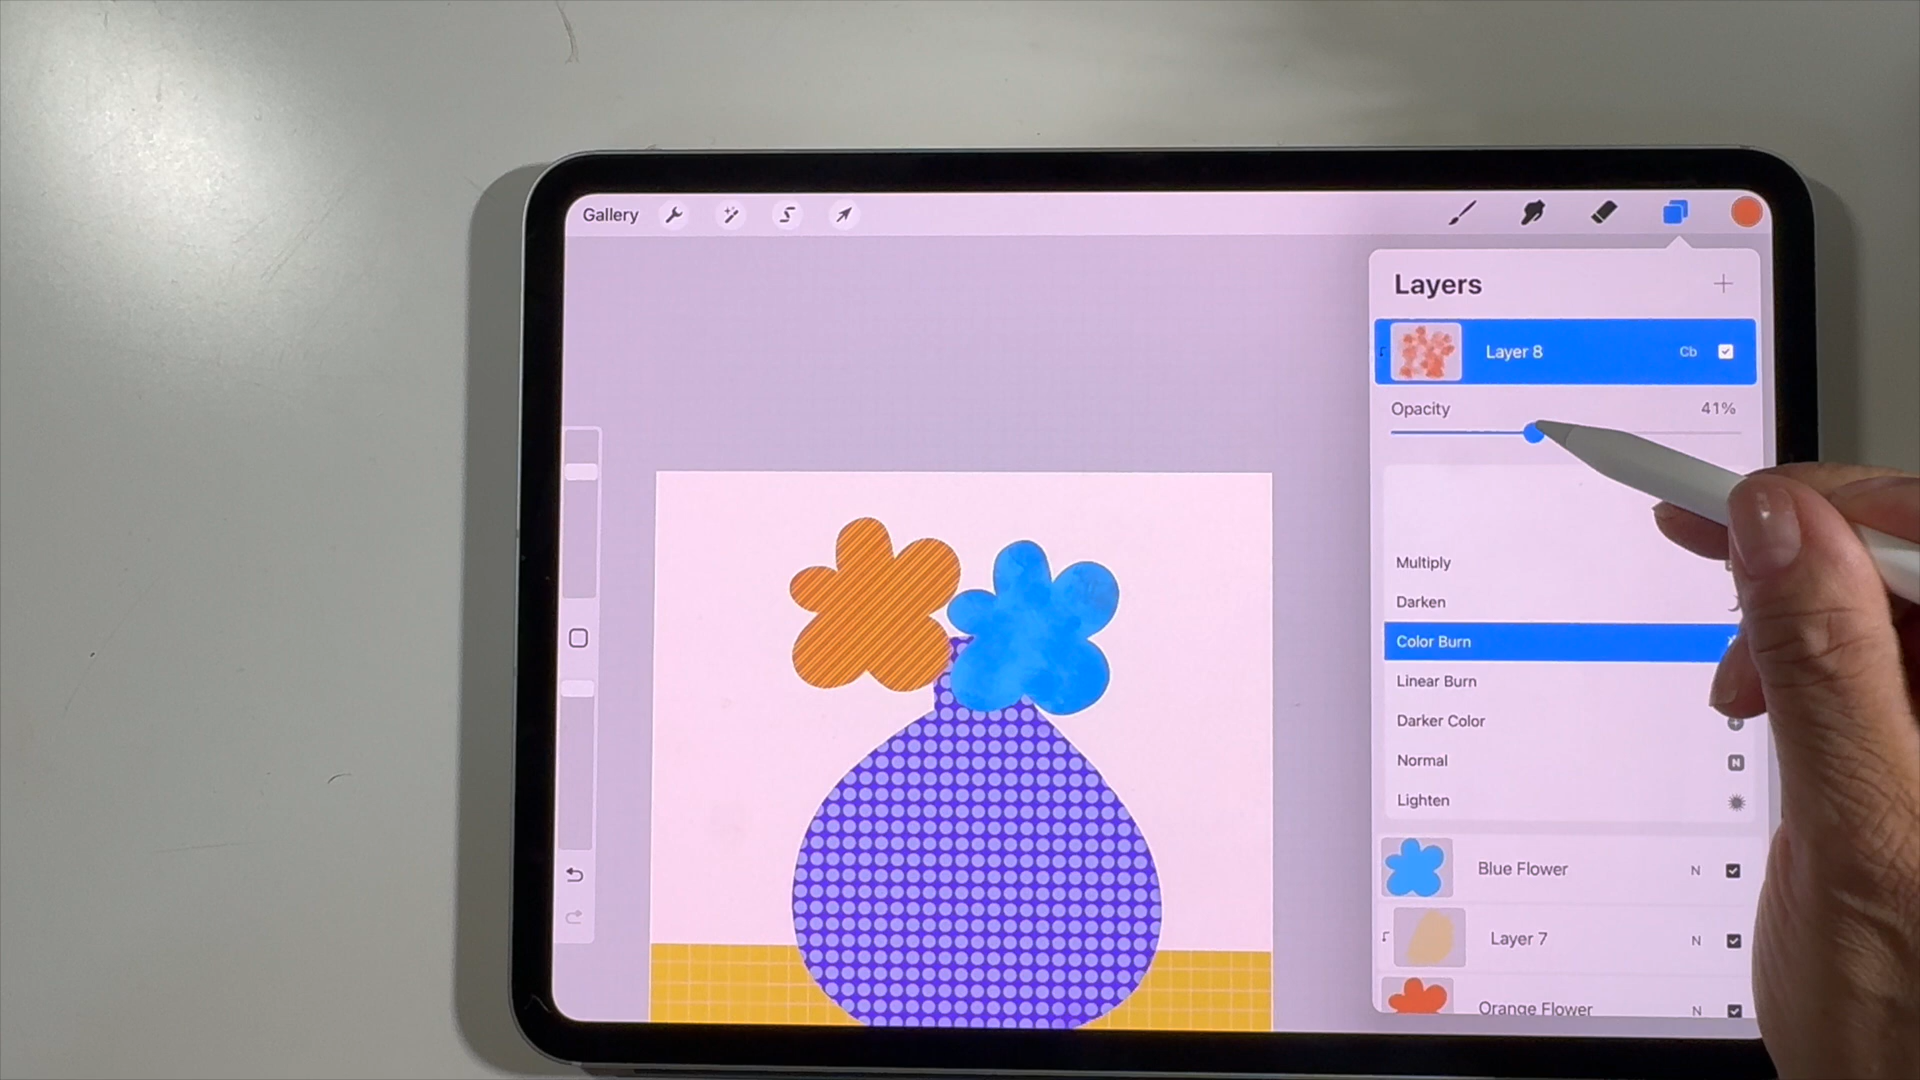 Gallery
Layers
Layer 8 Cb
Opacity 41%
Multiply
Darken
Color Burn
Linear Burn
Darker Color
Normal N
Lighten
Blue Flower N
Layer 7 N
Orange Flower N